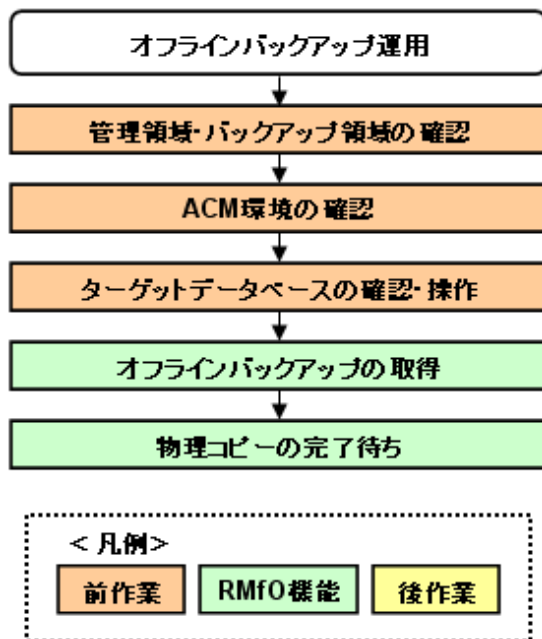 オフラインバックアップ運用
管理領域・バックアップ領域の確認
ACM環境の確認
ターゲットデータベースの確認・操作
オフラインバックアップの取得
物理コピーの完了待ち
<凡例>
前作業 RMfO機能 後作業